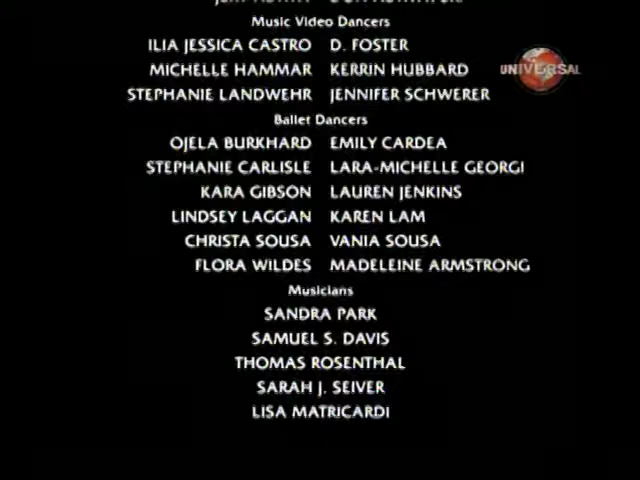 Music Video Dancers
ILIA JESSICA CASTRO D. FOSTER
MICHELLE HAMMAR KERRIN HUBBARD
UNIVERSAL
STEPHANIE LANDWEHR JENNIFER SCHWERER
Ballet Dancers
OJELA BURKHARD EMILY CARDEA
STEPHANIE CARLISLE LARA-MICHELLE GEORGI
KARA GIBSON LAUREN JENKINS
LINDSEY LAGGAN KAREN LAM
CHRISTA SOUSA VANIA SOUSA
FLORA WILDES MADELEINE ARMSTRONG
Musicians
SANDRA PARK
SAMUEL S. DAVIS
THOMAS ROSENTHAL
SARAH J. SEIVER
LISA MATRICARDI